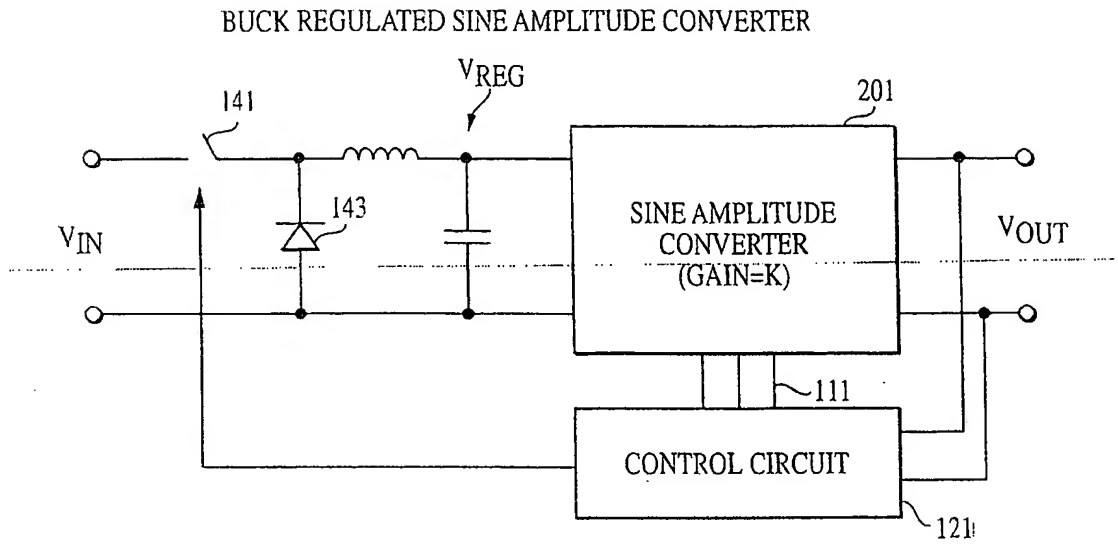 BUCK REGULATED SINE AMPLITUDE CONVERTER
VREG
141
201
143
VIN
SINE AMPLITUDE
CONVERTER
(GAIN=K)
VOUT
111
CONTROL CIRCUIT
121